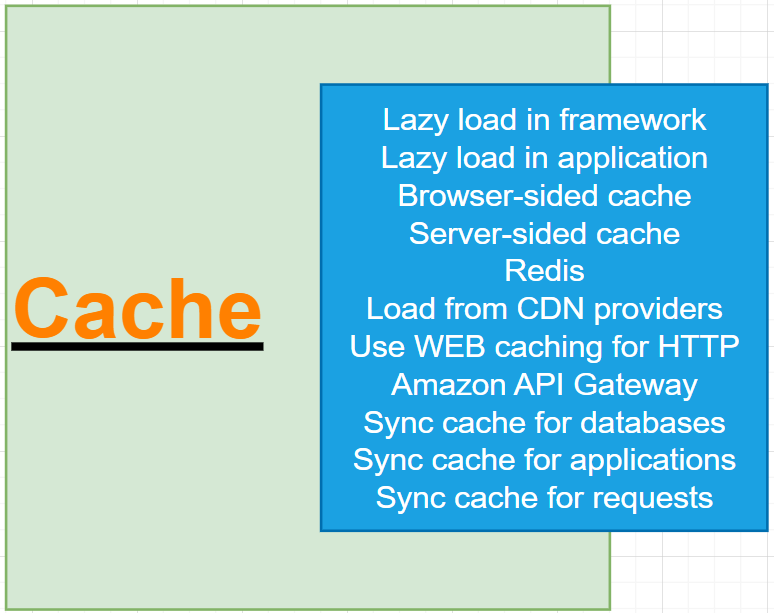 Cache
Lazy load in framework
Lazy load in application
Browser-sided cache
Server-sided cache
Redis
Load from CDN providers
Use WEB caching for HTTP
Amazon API Gateway
Sync cache for databases
Sync cache for applications
Sync cache for requests